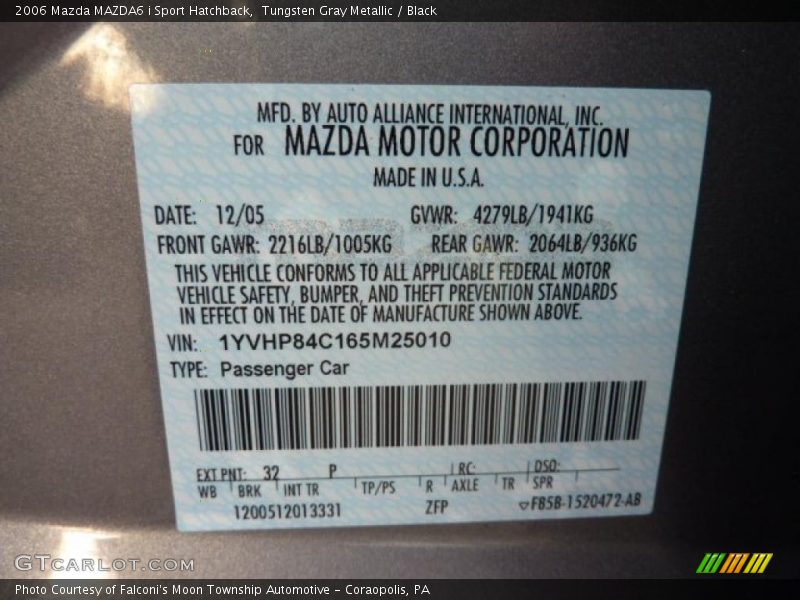 2006 Mazda MAZDA6 i Sport Hatchback, Tungsten Gray Metallic / Black
MFD. BY AUTO ALLIANCE INTERNATIONAL, INC.
FOR MAZDA MOTOR CORPORATION
MADE IN U.S.A.
DATE: 12/05 GVWR: 4279LB/1941KG
FRONT GAWR: 2216LB/1005KG REAR GAWR: 2064LB/936KG
THIS VEHICLE CONFORMS TO ALL APPLICABLE FEDERAL MOTOR
VEHICLE SAFETY, BUMPER, AND THEFT PREVENTION STANDARDS
IN EFFECT ON THE DATE OF MANUFACTURE SHOWN ABOVE.
VIN: 1YVHP84C165M25010
TYPE: Passenger Car
EXT PNT: 32 P RC: DSO:
WB BRK INT TR TP/PS R AXLE TR SPR
1200512013331 ZFP F85B-1520472-AB
GTCARLOT.COM
Photo Courtesy of Falconi's Moon Township Automotive - Coraopolis, PA